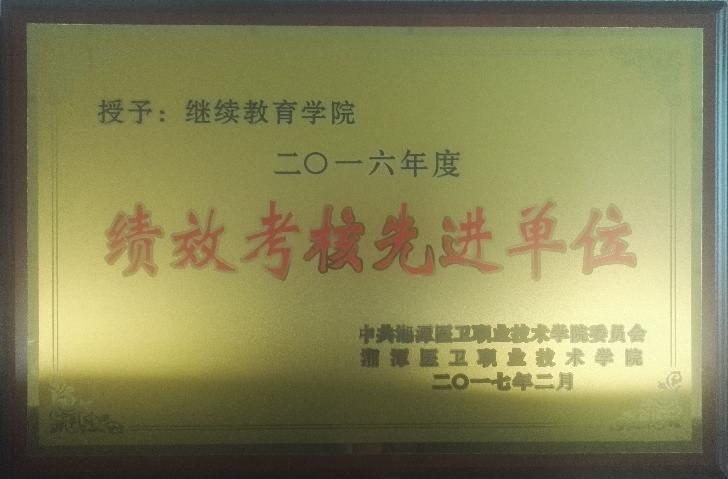 授予：继续教育学院
二〇一六年度
绩效考核先进单位
中共湘潭医卫职业技术学院委员会
湘潭医卫职业技术学院
二〇一七年二月